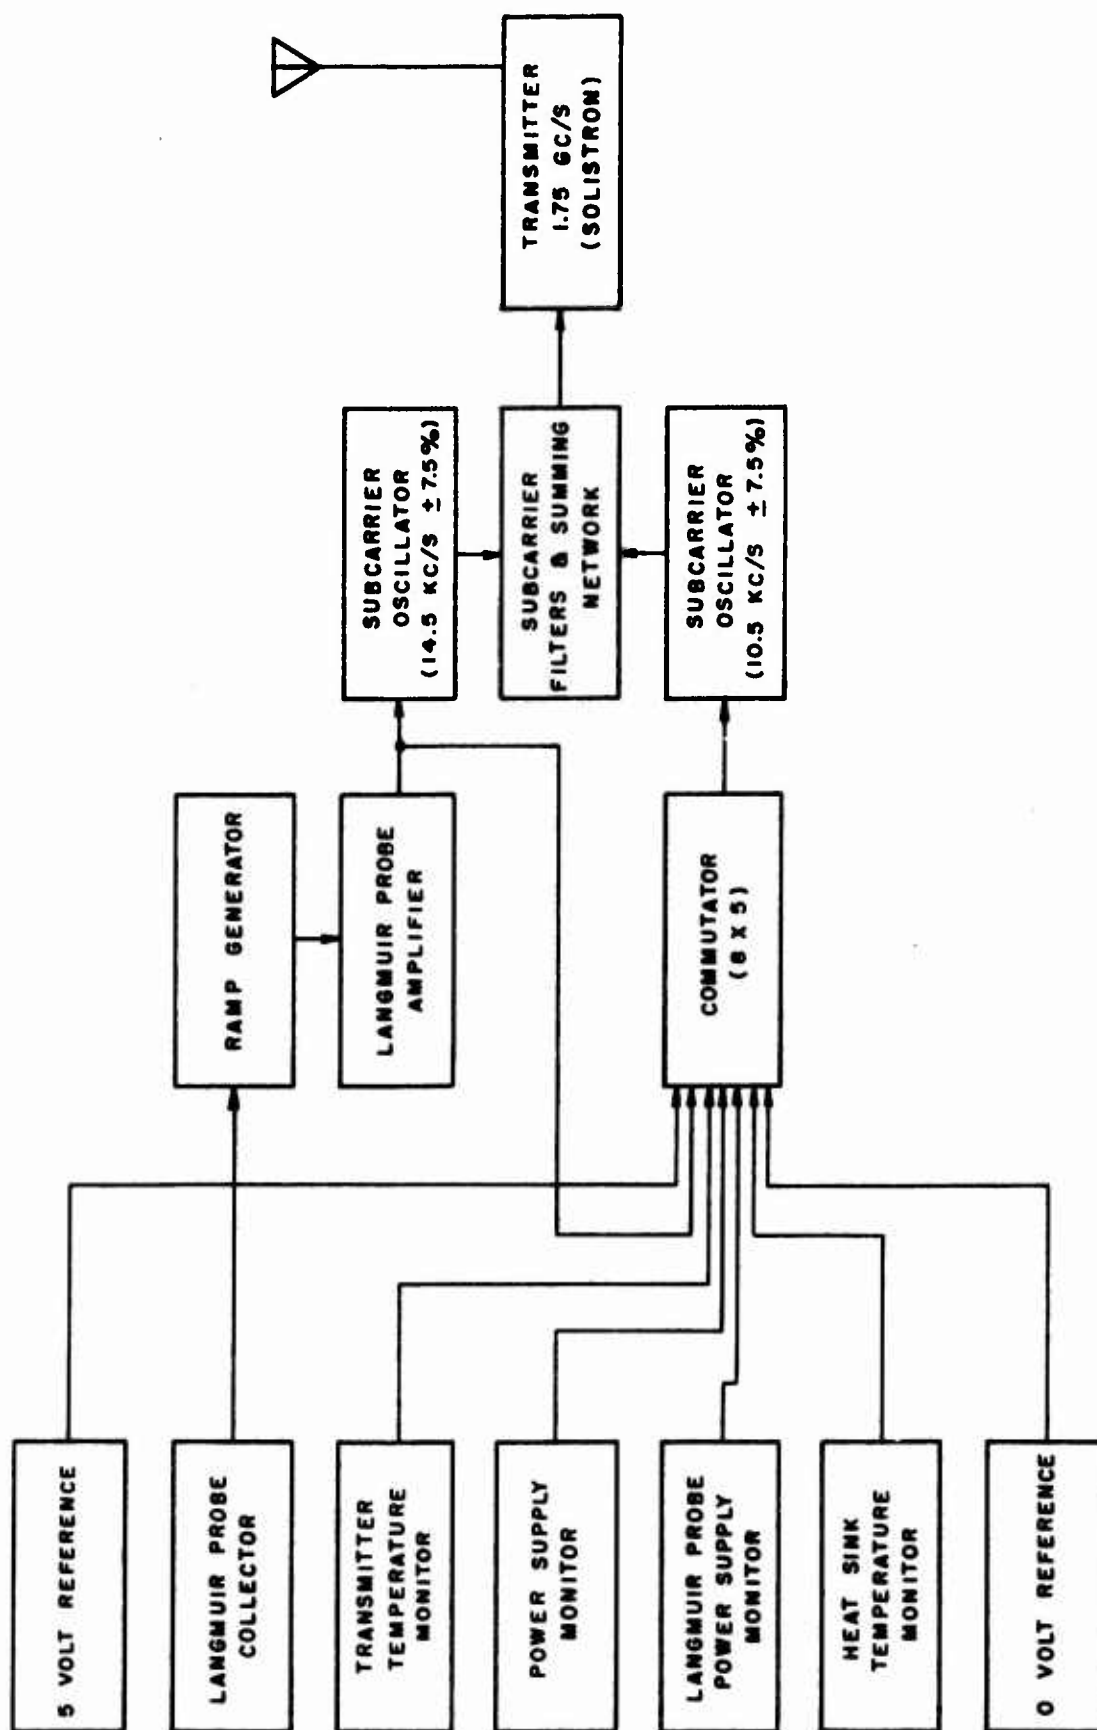 5 VOLT REFERENCE
LANGMUIR PROBE
COLLECTOR
TRANSMITTER
TEMPERATURE
MONITOR
POWER SUPPLY
MONITOR
LANGMUIR PROBE
POWER SUPPLY
MONITOR
HEAT SINK
TEMPERATURE
MONITOR
0 VOLT REFERENCE
RAMP GENERATOR
LANGMUIR PROBE
AMPLIFIER
COMMUTATOR
(8 X 5)
SUBCARRIER
OSCILLATOR
(14.5 KC/S ±7.5%)
SUBCARRIER
FILTERS & SUMMING
NETWORK
SUBCARRIER
OSCILLATOR
(10.5 KC/S ±7.5%)
TRANSMITTER
1.75 GC/S
(SOLISTRON)